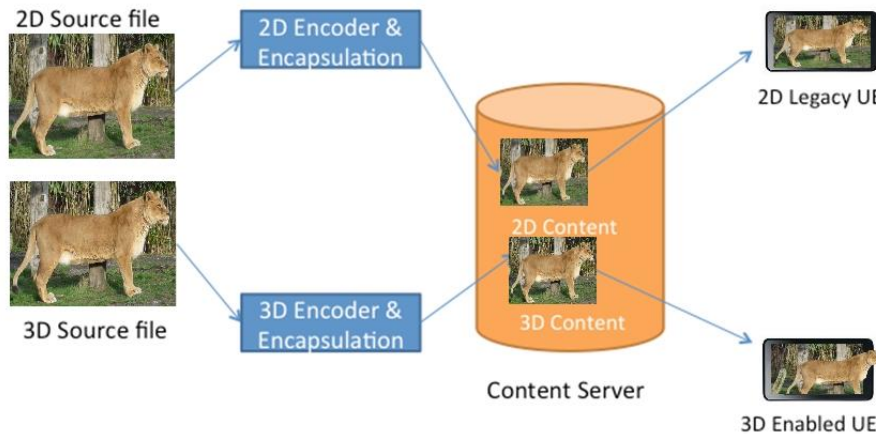 2D Source file
2D Encoder &
Encapsulation
2D Legacy UE
2D Content
3D Source file
3D Encoder &
Encapsulation
3D Content
Content Server
3D Enabled UE